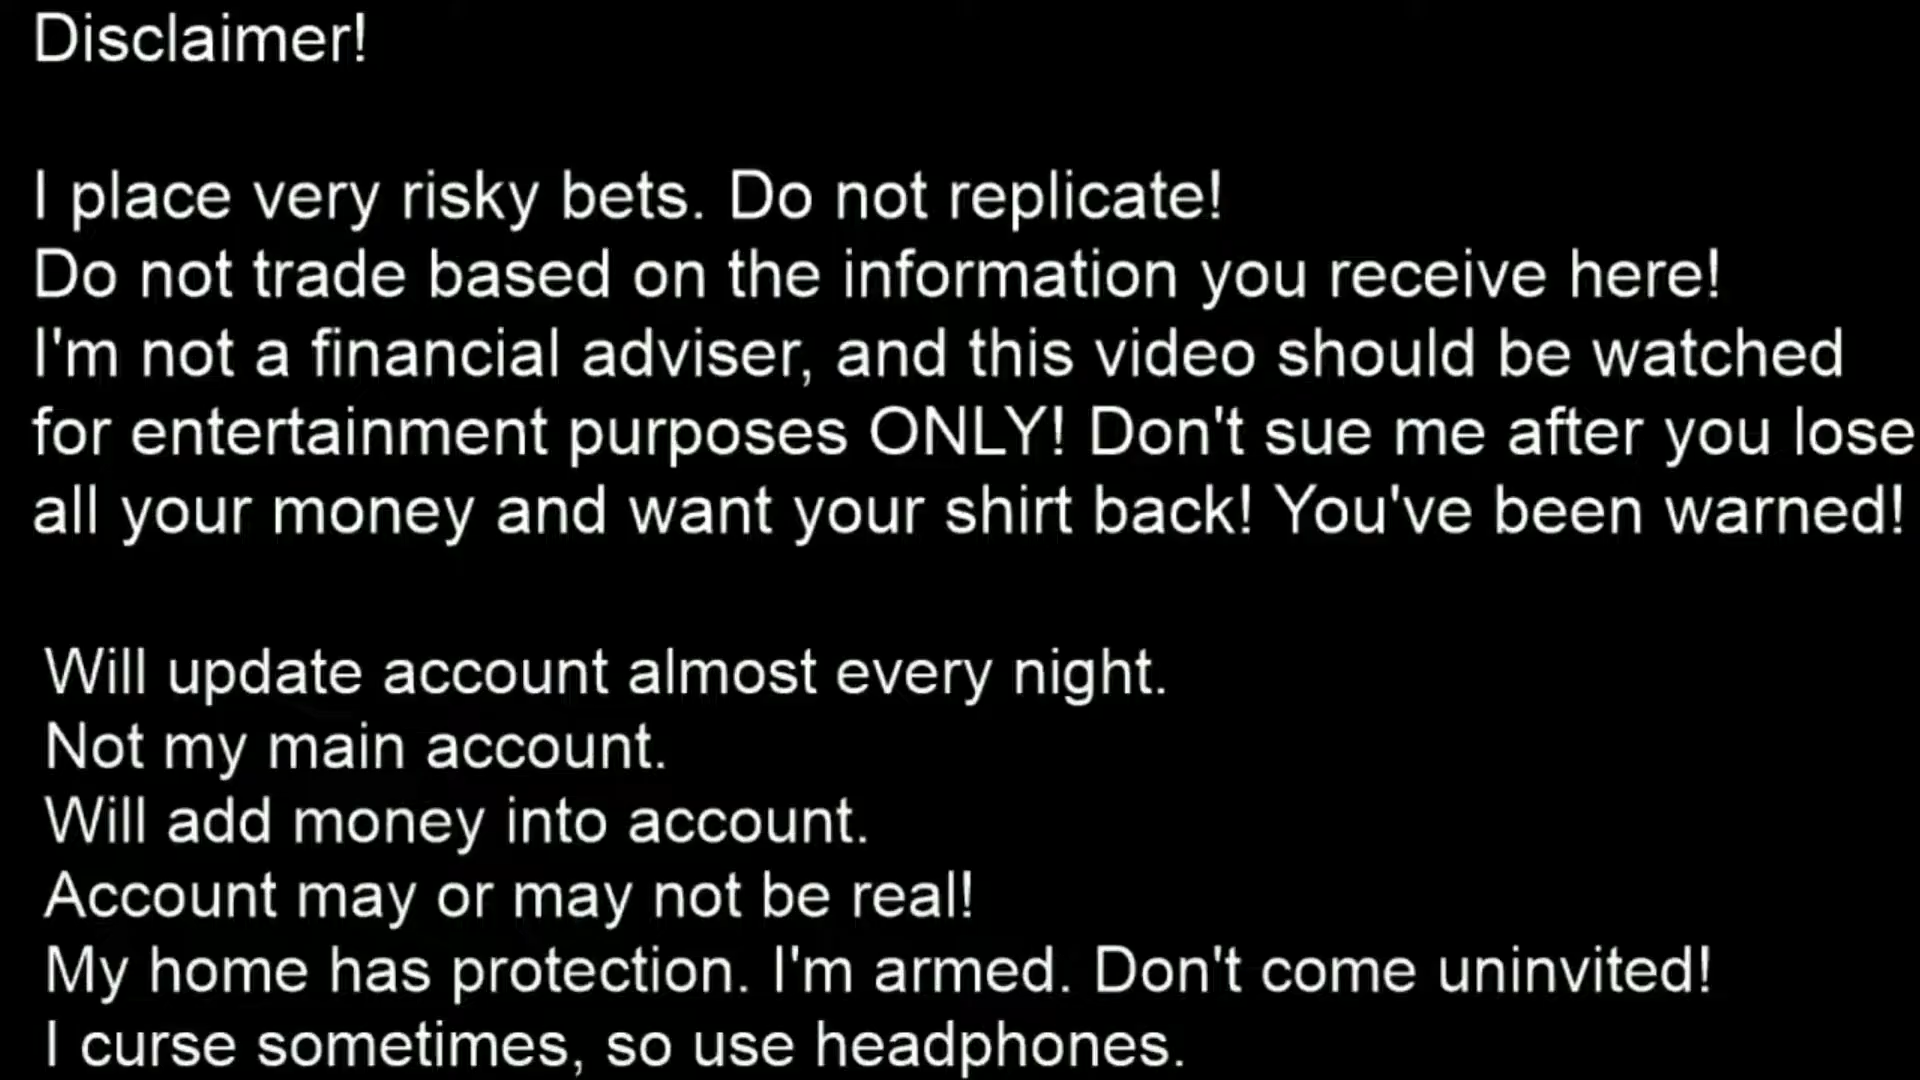 Disclaimer!
I place very risky bets. Do not replicate!
Do not trade based on the information you receive here!
I'm not a financial adviser, and this video should be watched
for entertainment purposes ONLY! Don't sue me after you lose
all your money and want your shirt back! You've been warned!
Will update account almost every night.
Not my main account.
Will add money into account.
Account may or may not be real!
My home has protection. I'm armed. Don't come uninvited!
I curse sometimes, so use headphones.